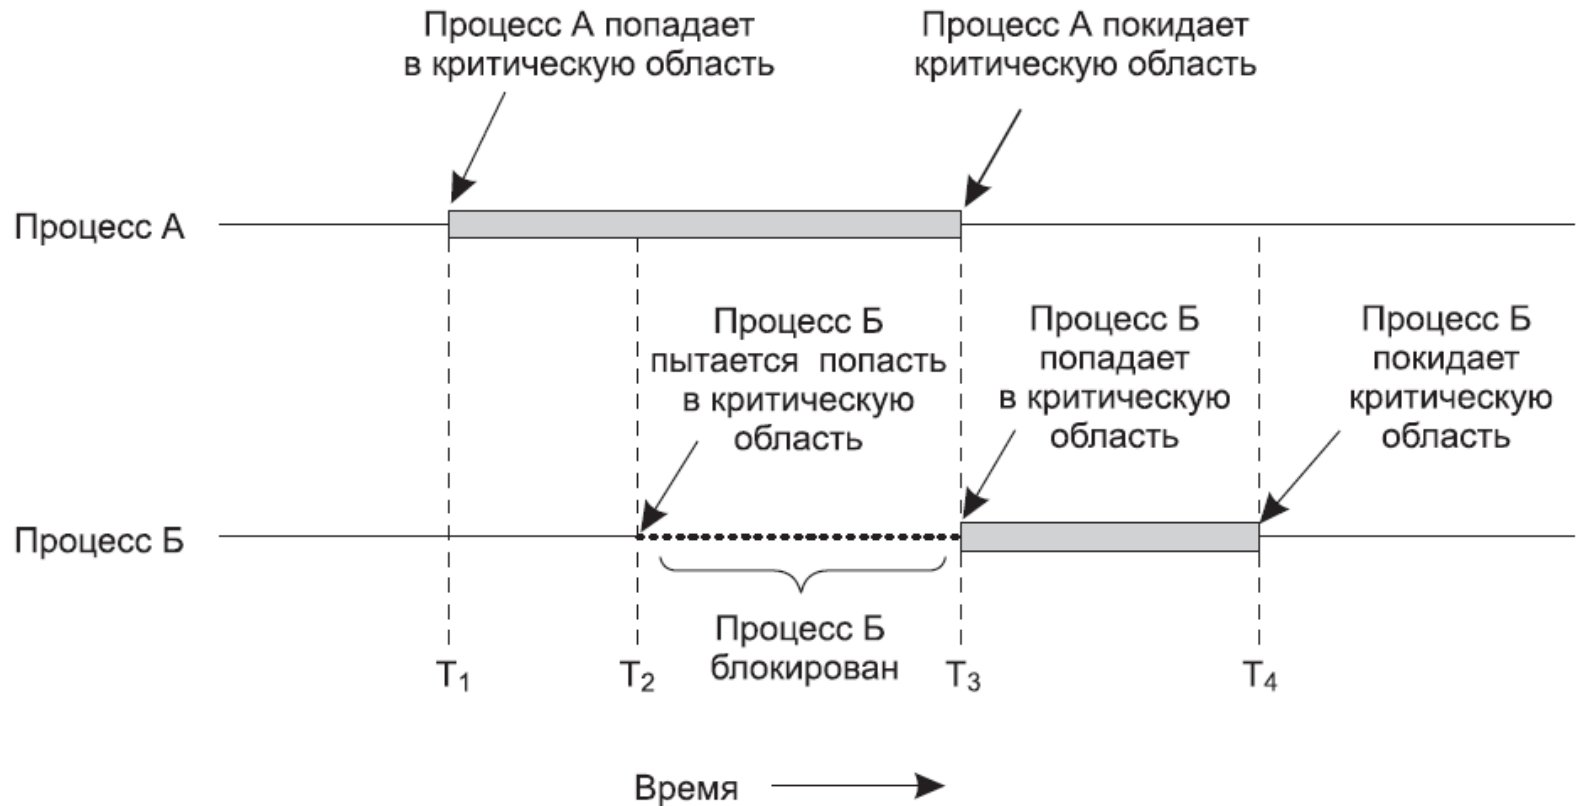 Процесс А попадает
в критическую область
Процесс А покидает
критическую область
Процесс А
Процесс Б
пытается попасть
в критическую
область
Процесс Б
попадает
в критическую
область
Процесс Б
покидает
критическую
область
Процесс Б
Процесс Б
блокирован
T₁
T₂
T₃
T₄
Время